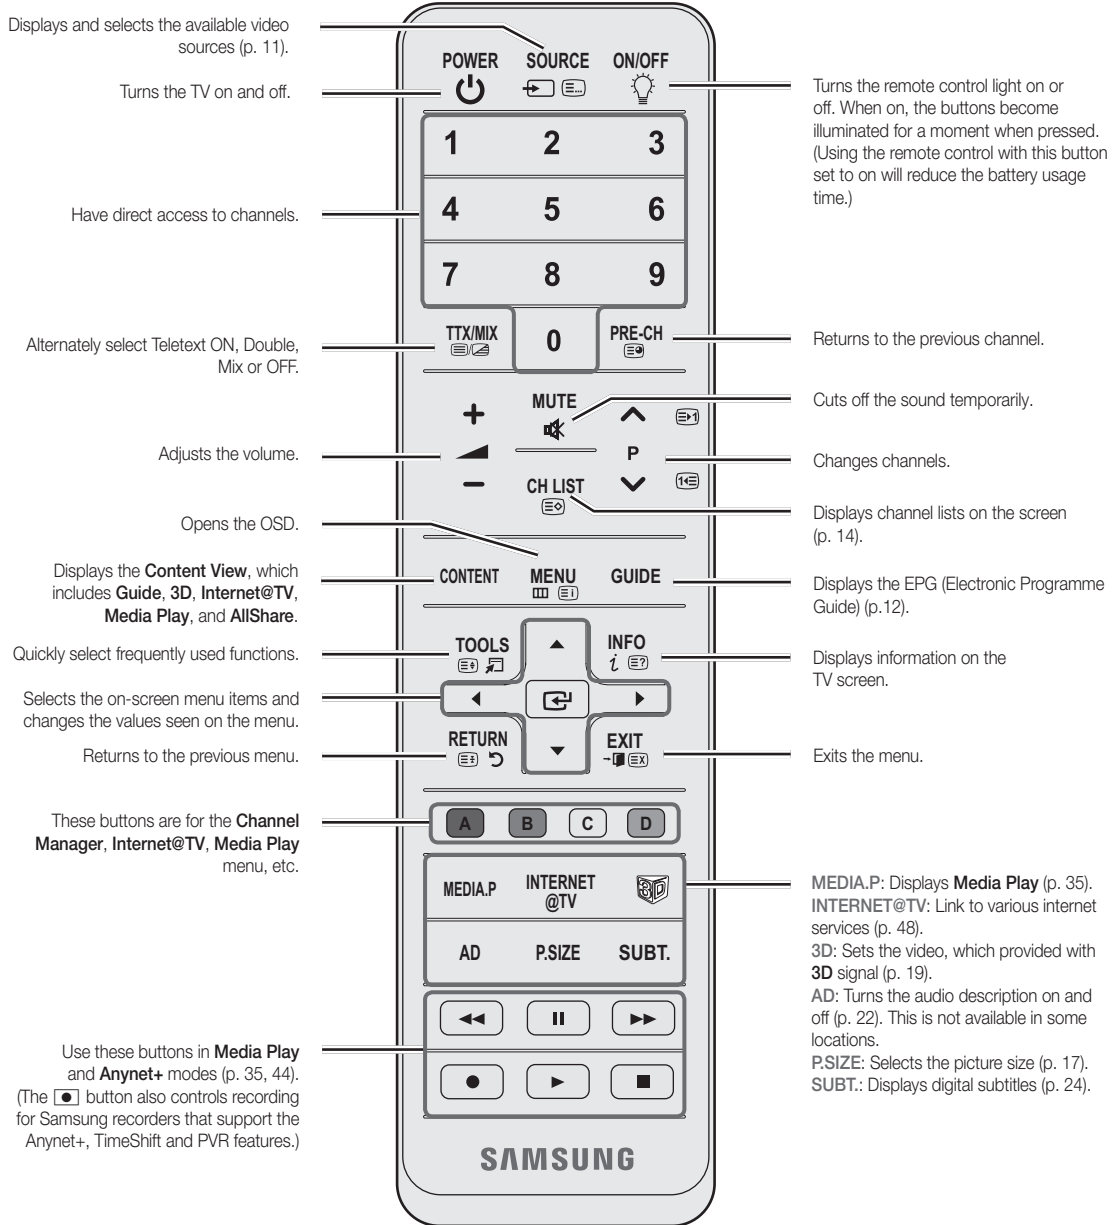 Displays and selects the available video
sources (p. 11).
Turns the TV on and off.
Have direct access to channels.
Alternately select Teletext ON, Double,
Mix or OFF.
Adjusts the volume.
Opens the OSD.
Displays the Content View, which
includes Guide, 3D, Internet@TV,
Media Play, and AllShare.
Quickly select frequently used functions.
Selects the on-screen menu items and
changes the values seen on the menu.
Returns to the previous menu.
These buttons are for the Channel
Manager, Internet@TV, Media Play
menu, etc.
Use these buttons in Media Play
and Anynet+ modes (p. 35, 44).
(The button also controls recording
for Samsung recorders that support the
Anynet+, TimeShift and PVR features.)
POWER SOURCE ON/OFF
1 2 3
4 5 6
7 8 9
TTX/MIX 0 PRE-CH
+ MUTE
P
– CH LIST
CONTENT MENU GUIDE
TOOLS INFO
RETURN EXIT
A B C D
MEDIA.P INTERNET
@TV 3D
AD P.SIZE SUBT.
SAMSUNG
Turns the remote control light on or
off. When on, the buttons become
illuminated for a moment when pressed.
(Using the remote control with this button
set to on will reduce the battery usage
time.)
Returns to the previous channel.
Cuts off the sound temporarily.
Changes channels.
Displays channel lists on the screen
(p. 14).
Displays the EPG (Electronic Programme
Guide) (p.12).
Displays information on the
TV screen.
Exits the menu.
MEDIA.P: Displays Media Play (p. 35).
INTERNET@TV: Link to various internet
services (p. 48).
3D: Sets the video, which provided with
3D signal (p. 19).
AD: Turns the audio description on and
off (p. 22). This is not available in some
locations.
P.SIZE: Selects the picture size (p. 17).
SUBT.: Displays digital subtitles (p. 24).